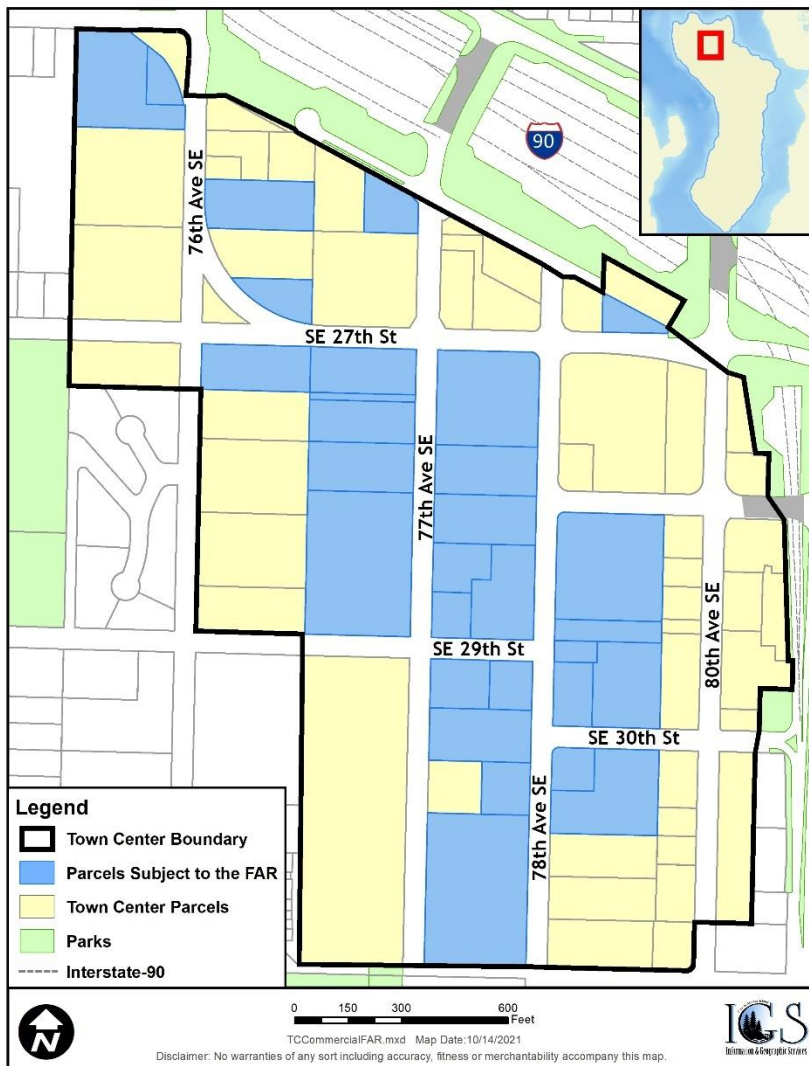 90
76th Ave SE
SE 27th St
77th Ave SE
80th Ave SE
SE 29th St
SE 30th St
78th Ave SE
Legend
Town Center Boundary
Parcels Subject to the FAR
Town Center Parcels
Parks
Interstate-90
N
0 150 300 600
Feet
TCCommercialFAR.mxd Map Date:10/14/2021
Disclaimer: No warranties of any sort including accuracy, fitness or merchantability accompany this map.
IGS
Information & Geographic Services